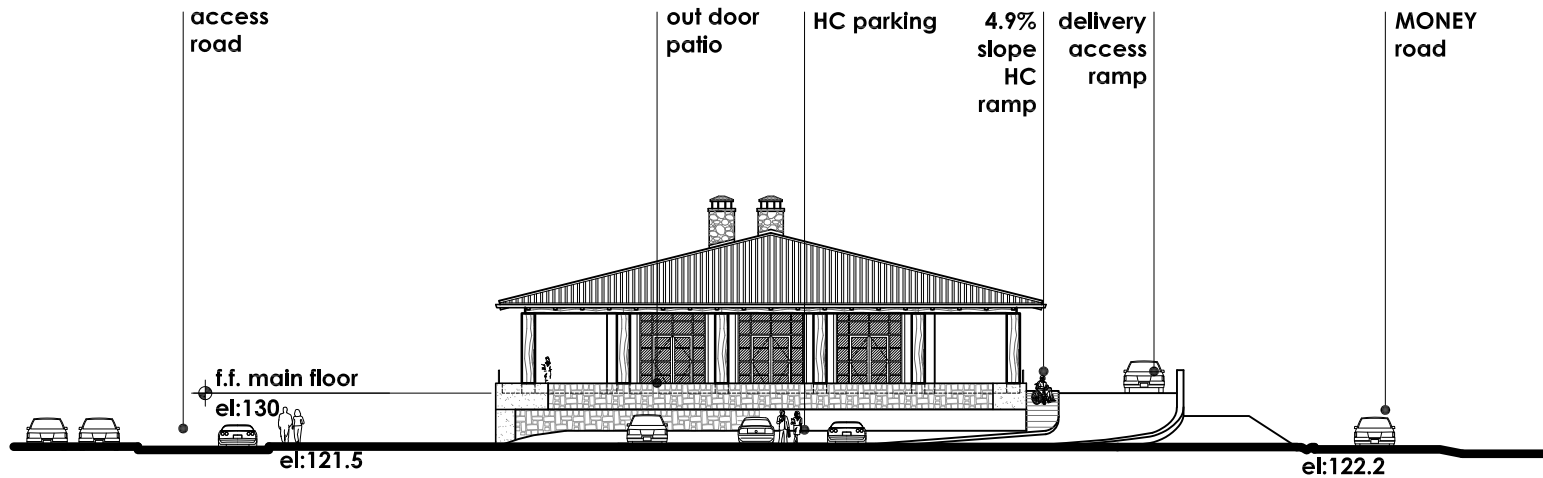 access
road
out door
patio
HC parking
4.9%
slope
HC
ramp
delivery
access
ramp
MONEY
road
f.f. main floor
el:130
el:121.5
el:122.2